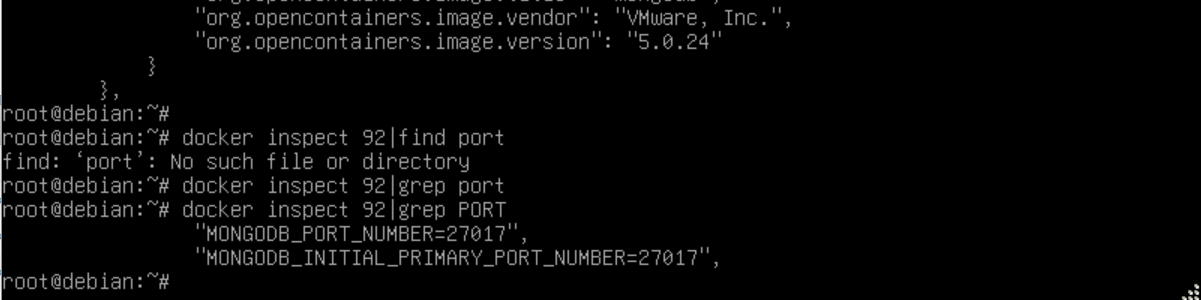 "org.opencontainers.image.vendor": "VMware, Inc.",
"org.opencontainers.image.version": "5.0.24"
}
},
root@debian:~#
root@debian:~# docker inspect 92|find port
find: ‘port’: No such file or directory
root@debian:~# docker inspect 92|grep port
root@debian:~# docker inspect 92|grep PORT
"MONGODB_PORT_NUMBER=27017",
"MONGODB_INITIAL_PRIMARY_PORT_NUMBER=27017",
root@debian:~#